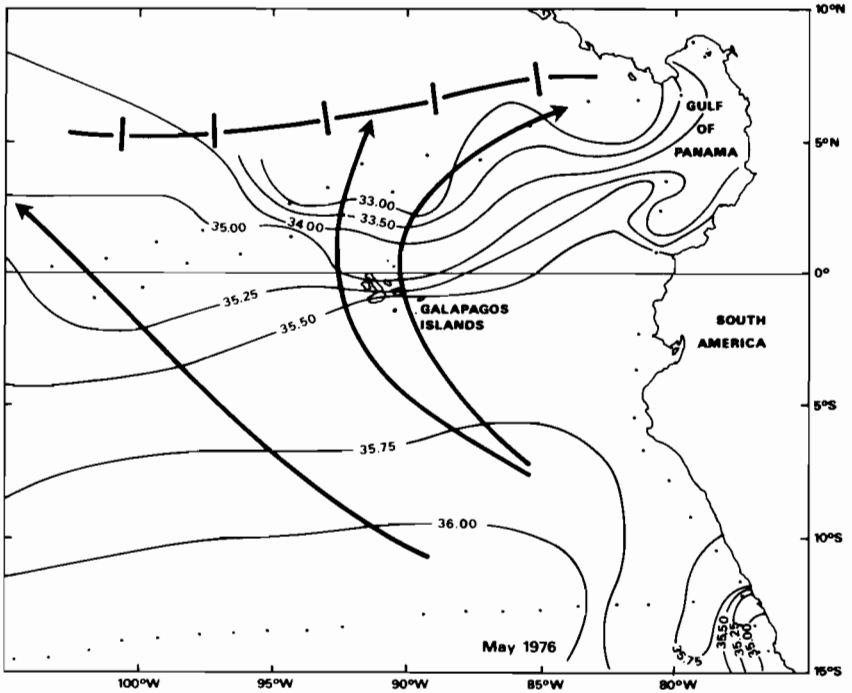 10°N
GULF
OF
PANAMA
5°N
33.00
33.50
34.00
35.00
0°
35.25
GALAPAGOS
ISLANDS
35.50
SOUTH
AMERICA
5°S
35.75
36.00
10°S
35.50
35.25
35.00
35.75
May 1976
15°S
100°W
95°W
90°W
85°W
80°W